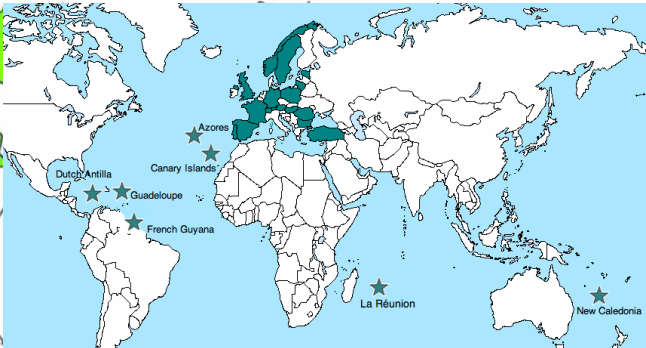 Azores
Canary Islands
Dutch Antilla
Guadeloupe
French Guyana
La Réunion
New Caledonia